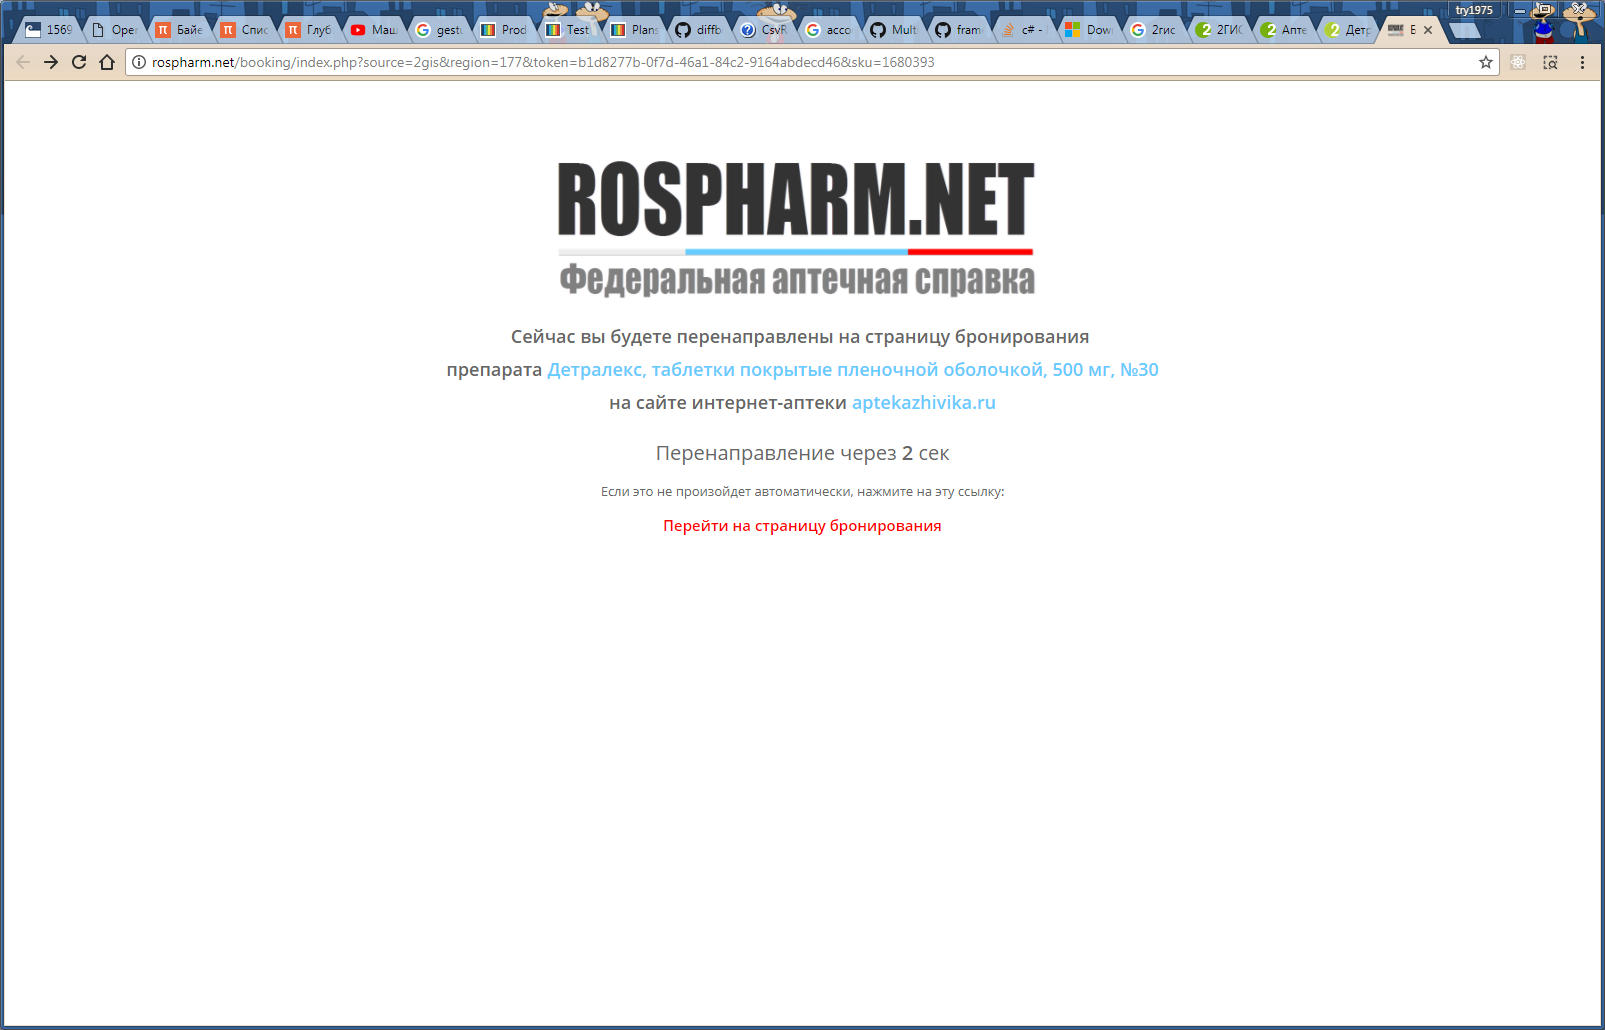 try1975
1569
Oper
Байе
Спис
Глуб
Маш
gestu
Prod
Test
Plans
diffb
CsvR
acco
Mult
fram
c# -
Dow
2гис
2ГИС
Апте
Детр
rospharm.net/booking/index.php?source=2gis&region=177&token=b1d8277b-0f7d-46a1-84c2-9164abdecd46&sku=1680393
ROSPHARM.NET
Федеральная аптечная справка
Сейчас вы будете перенаправлены на страницу бронирования
препарата Детралекс, таблетки покрытые пленочной оболочкой, 500 мг, №30
на сайте интернет-аптеки aptekazhivika.ru
Перенаправление через 2 сек
Если это не произойдет автоматически, нажмите на эту ссылку:
Перейти на страницу бронирования